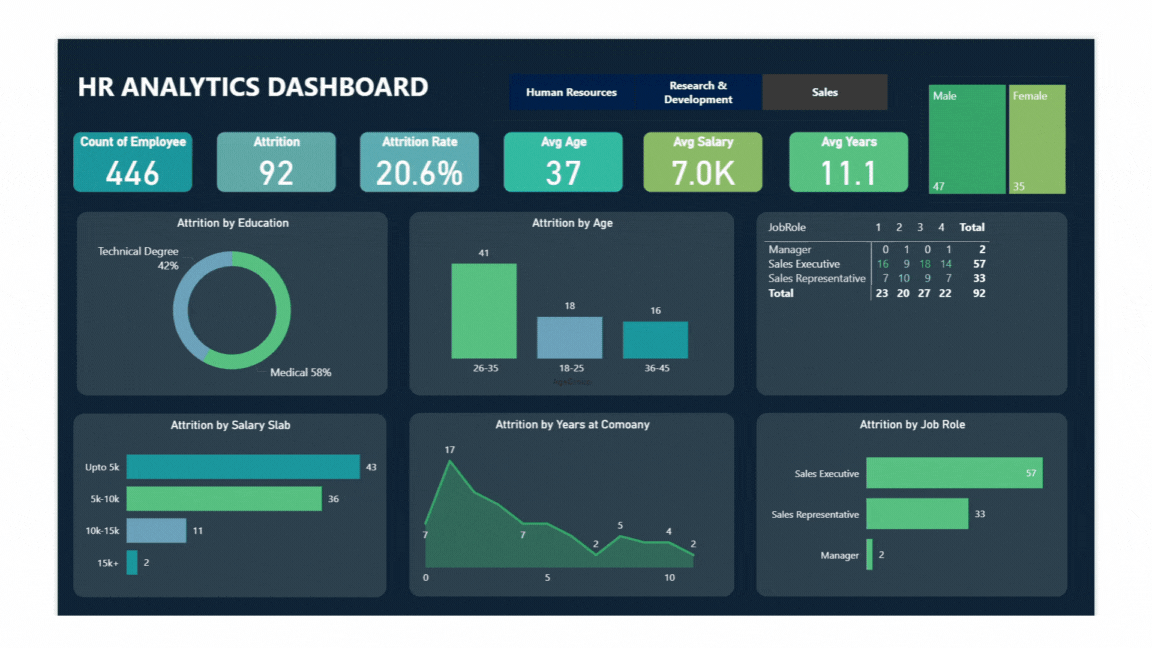 HR ANALYTICS DASHBOARD
Human Resources
Research &
Development
Sales
Male
Female
47
35
Count of Employee
446
Attrition
92
Attrition Rate
20.6%
Avg Age
37
Avg Salary
7.0K
Avg Years
11.1
Attrition by Education
Technical Degree
42%
Medical 58%
Attrition by Age
41
18
16
26-35
18-25
36-45
AgeGroup
JobRole 1 2 3 4 Total
Manager 0 1 0 1 2
Sales Executive 16 9 18 14 57
Sales Representative 7 10 9 7 33
Total 23 20 27 22 92
Attrition by Salary Slab
Upto 5k 43
5k-10k 36
10k-15k 11
15k+ 2
Attrition by Years at Comoany
17
7
7
2
5
4
2
0 5 10
Attrition by Job Role
Sales Executive 57
Sales Representative 33
Manager 2